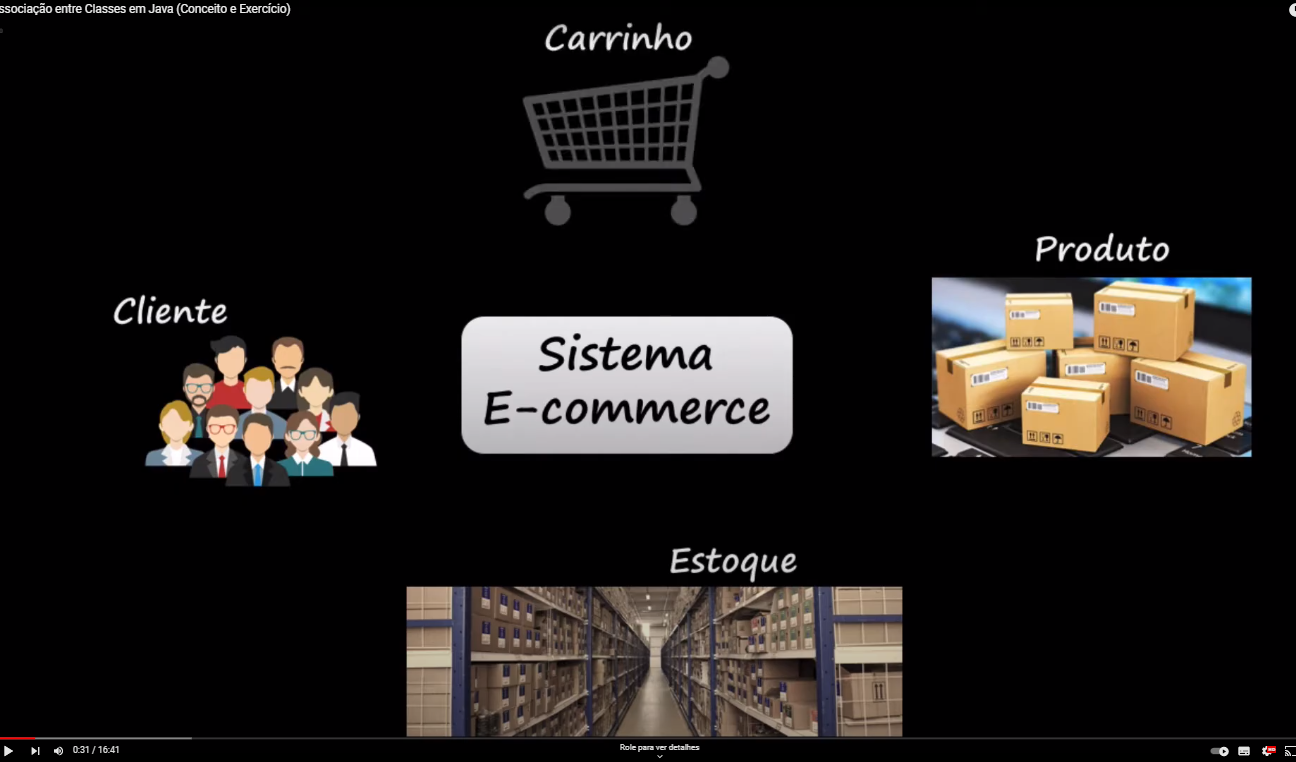 ssociação entre Classes em Java (Conceito e Exercício)
Carrinho
Produto
Cliente
Sistema
E-commerce
Estoque
0:31 / 16:41
Role para ver detalhes